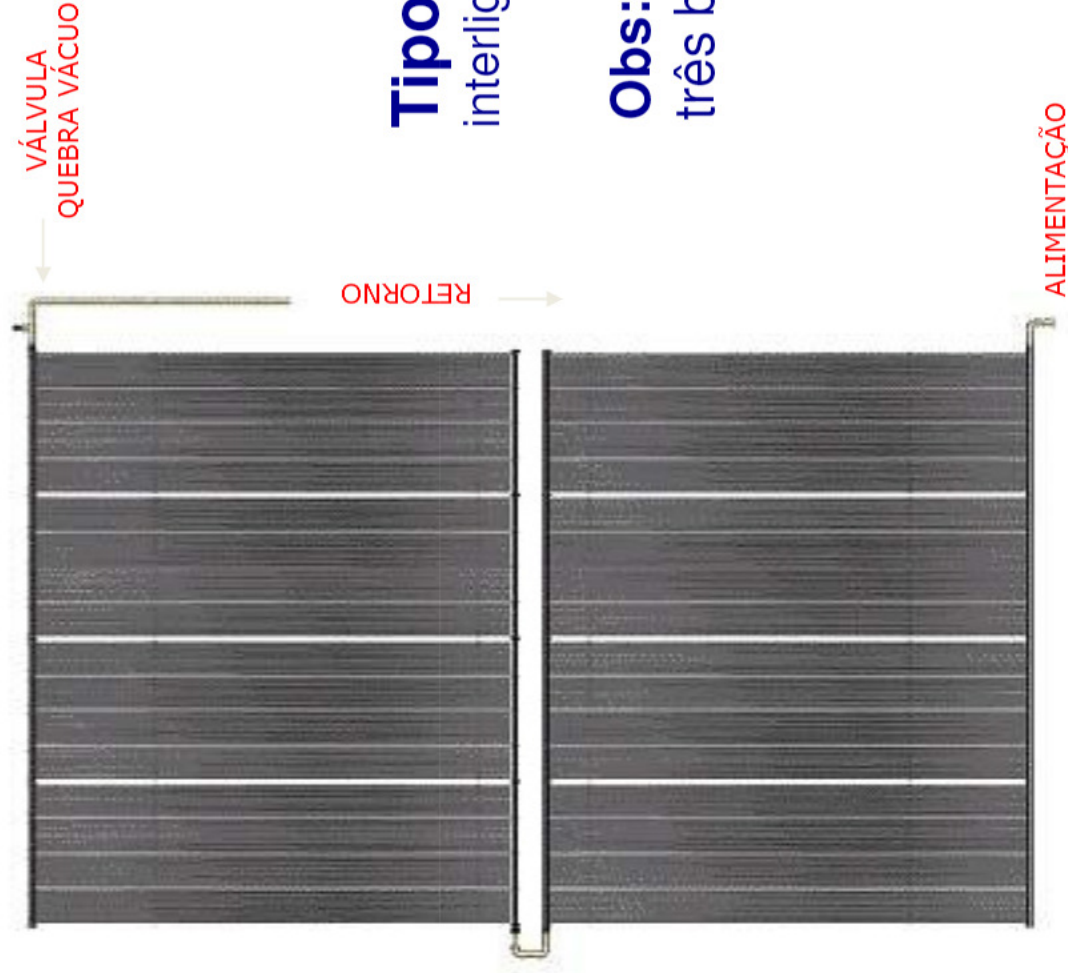 VÁLVULA
QUEBRA VÁCUO
RETORNO
Tipo
interlig
Obs:
três b
ALIMENTAÇÃO